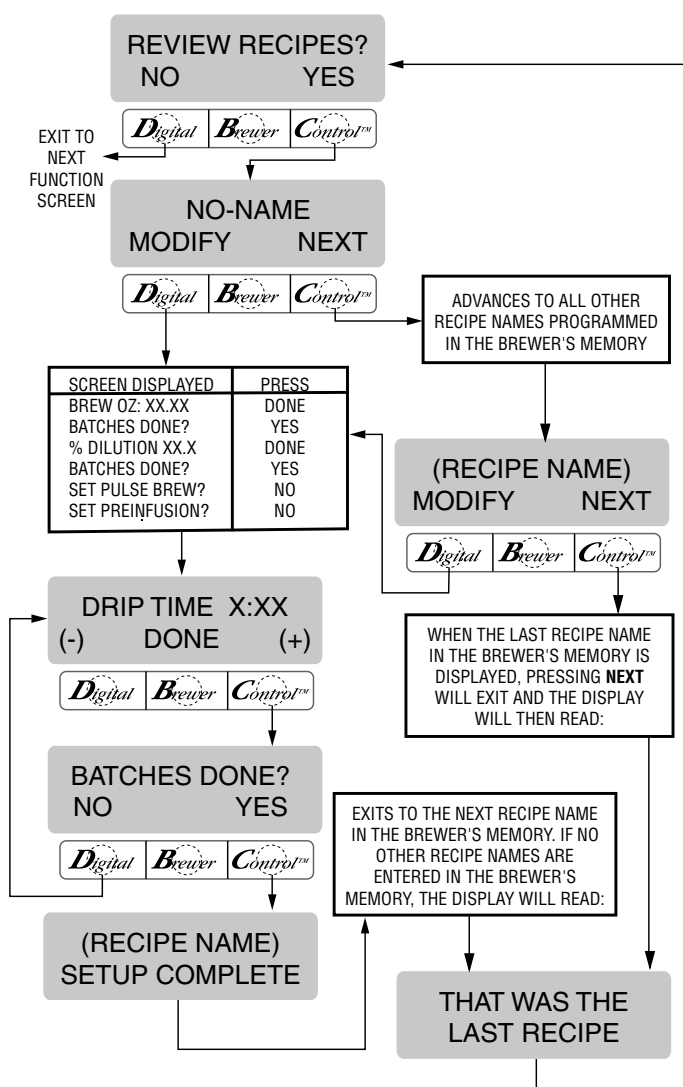 REVIEW RECIPES?
NO YES
Digital Brewer Control™
EXIT TO
NEXT
FUNCTION
SCREEN
NO-NAME
MODIFY NEXT
Digital Brewer Control™
ADVANCES TO ALL OTHER
RECIPE NAMES PROGRAMMED
IN THE BREWER'S MEMORY
SCREEN DISPLAYED PRESS
BREW OZ: XX.XX DONE
BATCHES DONE? YES
% DILUTION XX.X DONE
BATCHES DONE? YES
SET PULSE BREW? NO
SET PREINFUSION? NO
(RECIPE NAME)
MODIFY NEXT
Digital Brewer Control™
DRIP TIME X:XX
(-) DONE (+)
Digital Brewer Control™
WHEN THE LAST RECIPE NAME
IN THE BREWER'S MEMORY IS
DISPLAYED, PRESSING NEXT
WILL EXIT AND THE DISPLAY
WILL THEN READ:
BATCHES DONE?
NO YES
Digital Brewer Control™
EXITS TO THE NEXT RECIPE NAME
IN THE BREWER'S MEMORY. IF NO
OTHER RECIPE NAMES ARE
ENTERED IN THE BREWER'S
MEMORY, THE DISPLAY WILL READ:
(RECIPE NAME)
SETUP COMPLETE
THAT WAS THE
LAST RECIPE